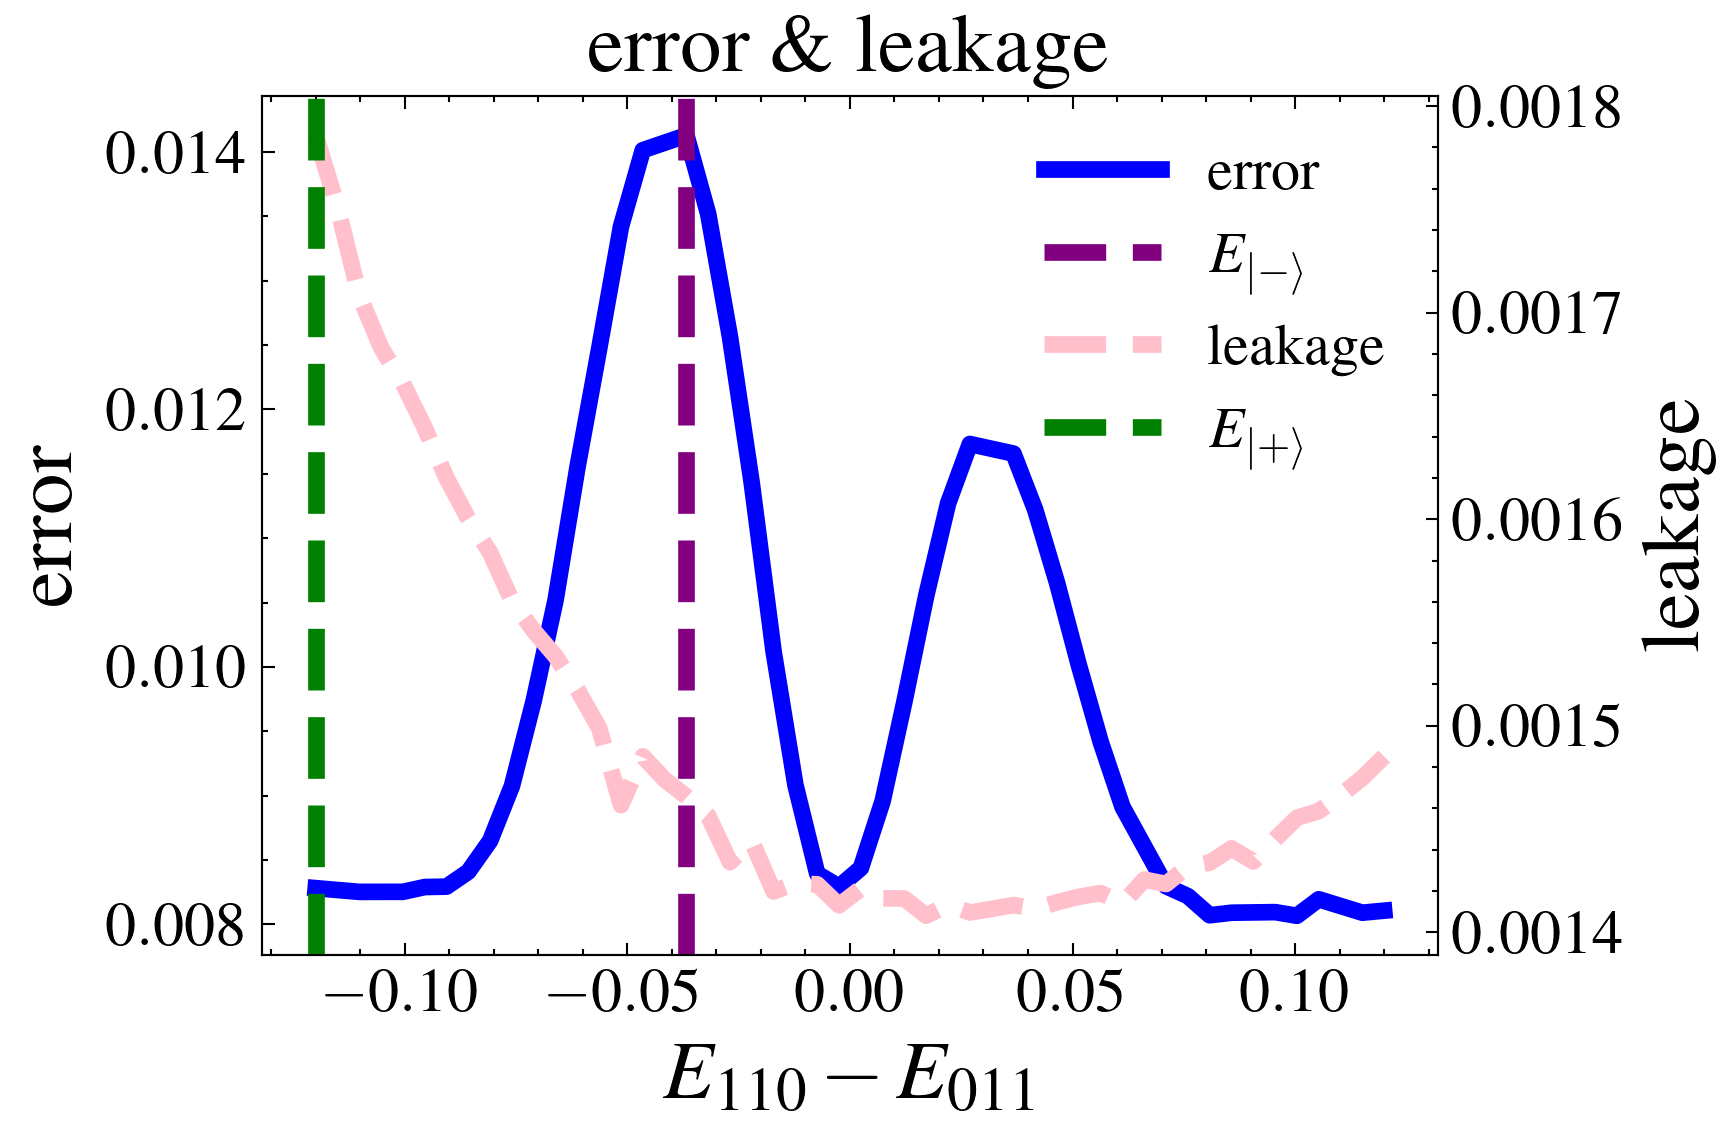 error & leakage
0.014
0.012
0.010
0.008
error
0.0018
0.0017
0.0016
0.0015
0.0014
leakage
error
E|−⟩
leakage
E|+⟩
−0.10
−0.05
0.00
0.05
0.10
E110 − E011